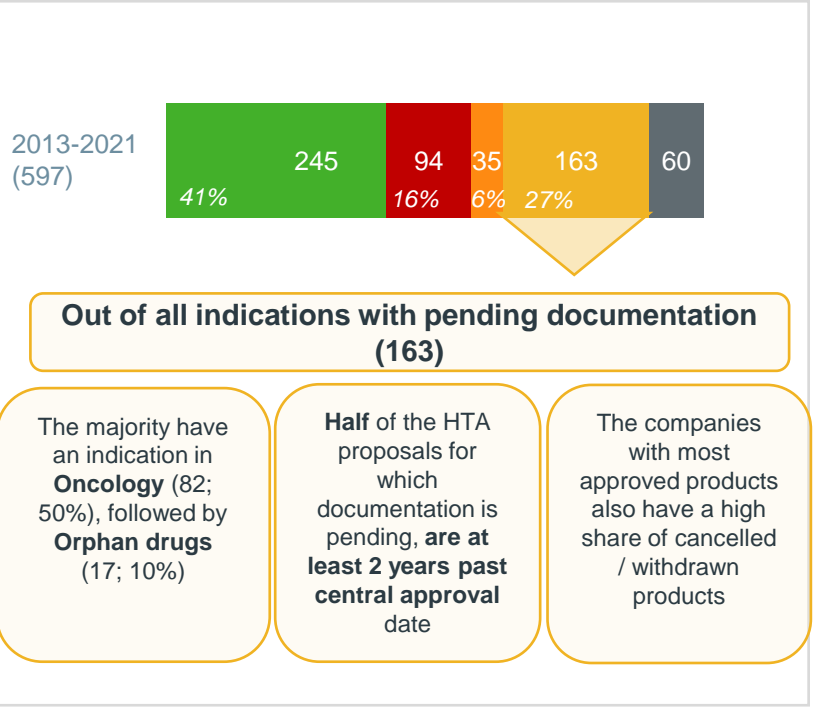 2013-2021
(597)
245
94
35
163
60
41%
16%
6%
27%
Out of all indications with pending documentation
(163)
The majority have
an indication in
Oncology (82;
50%), followed by
Orphan drugs
(17; 10%)
Half of the HTA
proposals for
which
documentation is
pending, are at
least 2 years past
central approval
date
The companies
with most
approved products
also have a high
share of cancelled
/ withdrawn
products